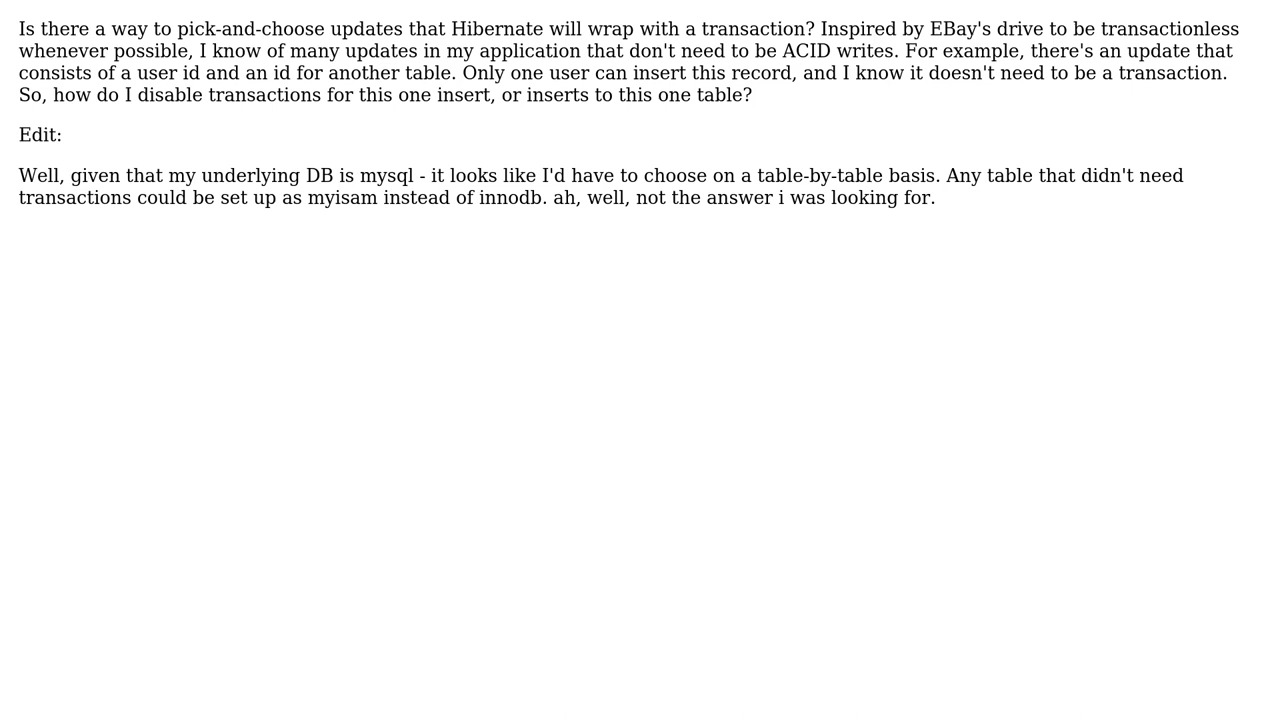 Is there a way to pick-and-choose updates that Hibernate will wrap with a transaction? Inspired by EBay's drive to be transactionless
whenever possible, I know of many updates in my application that don't need to be ACID writes. For example, there's an update that
consists of a user id and an id for another table. Only one user can insert this record, and I know it doesn't need to be a transaction.
So, how do I disable transactions for this one insert, or inserts to this one table?
Edit:
Well, given that my underlying DB is mysql - it looks like I'd have to choose on a table-by-table basis. Any table that didn't need
transactions could be set up as myisam instead of innodb. ah, well, not the answer i was looking for.